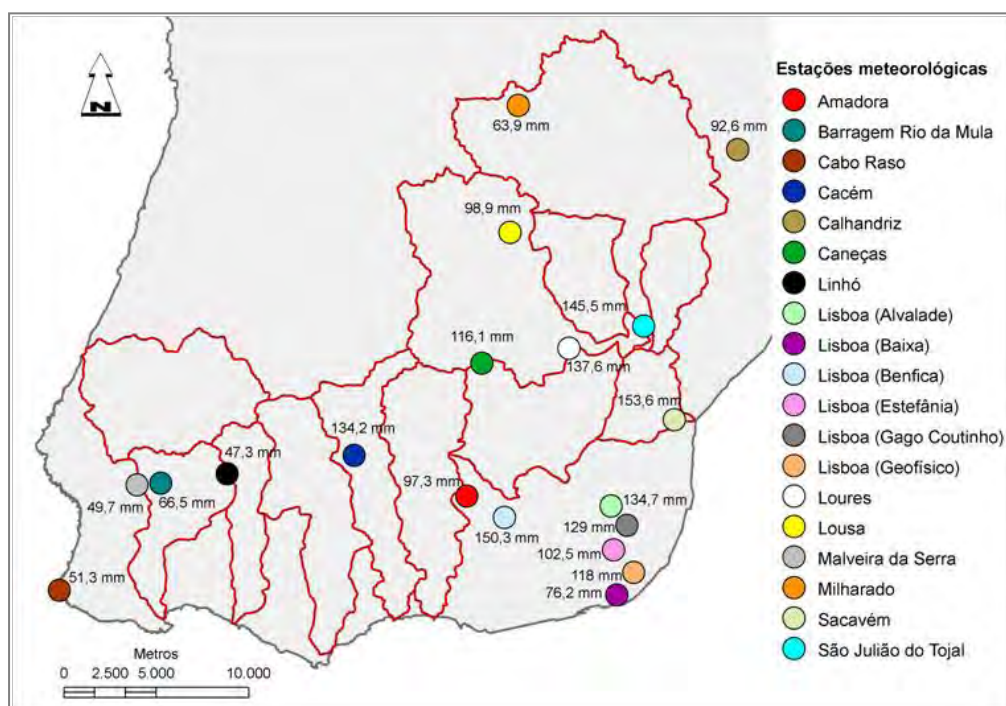 N
63,9 mm
92,6 mm
98,9 mm
145,5 mm
116,1 mm
137,6 mm
153,6 mm
134,2 mm
47,3 mm
97,3 mm
49,7 mm
66,5 mm
150,3 mm
134,7 mm
129 mm
102,5 mm
118 mm
76,2 mm
51,3 mm
Metros
0 2.500 5.000 10.000
Estações meteorológicas
Amadora
Barragem Rio da Mula
Cabo Raso
Cacém
Calhandriz
Caneças
Linhó
Lisboa (Alvalade)
Lisboa (Baixa)
Lisboa (Benfica)
Lisboa (Estefânia)
Lisboa (Gago Coutinho)
Lisboa (Geofísico)
Loures
Lousa
Malveira da Serra
Milharado
Sacavém
São Julião do Tojal